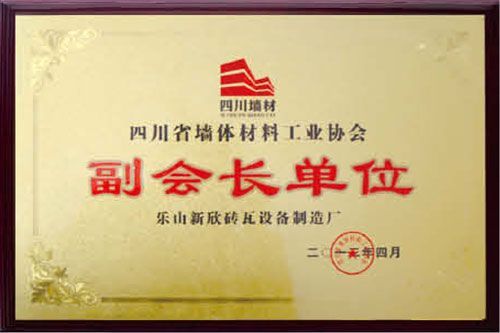 四川墙材
四川省墙体材料工业协会
副会长单位
乐山新欣砖瓦设备制造厂
二〇一三年四月